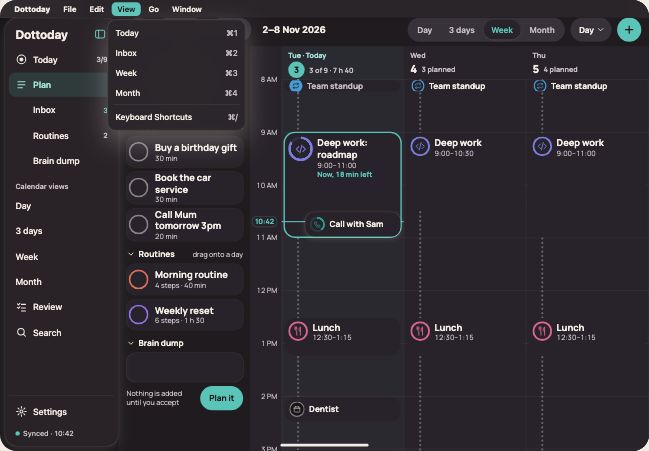 Dottoday File Edit View Go Window
Dottoday
Today 3/9
Plan
Inbox 3
Routines 2
Brain dump
Calendar views
Day
3 days
Week
Month
Review
Search
Settings
Synced · 10:42
Today ⌘1
Inbox ⌘2
Week ⌘3
Month ⌘4
Keyboard Shortcuts ⌘/
Buy a birthday gift
30 min
Book the car
service
30 min
Call Mum
tomorrow 3pm
20 min
Routines drag onto a day
Morning routine
4 steps · 40 min
Weekly reset
6 steps · 1 h 30
Brain dump
Nothing is added
until you accept
Plan it
2–8 Nov 2026
Day 3 days Week Month
Day
Tue · Today
3 3 of 9 · 7 h 40
Wed
4 4 planned
Thu
5 4 planned
8 AM
9 AM
10 AM
10:42
11 AM
12 PM
1 PM
2 PM
3 PM
Team standup
Deep work:
roadmap
9:00–11:00
Now, 18 min left
Call with Sam
Lunch
12:30–1:15
Dentist
Team standup
Deep work
9:00–10:30
Lunch
12:30–1:15
Team standup
Deep work
9:00–11:00
Lunch
12:30–1:15